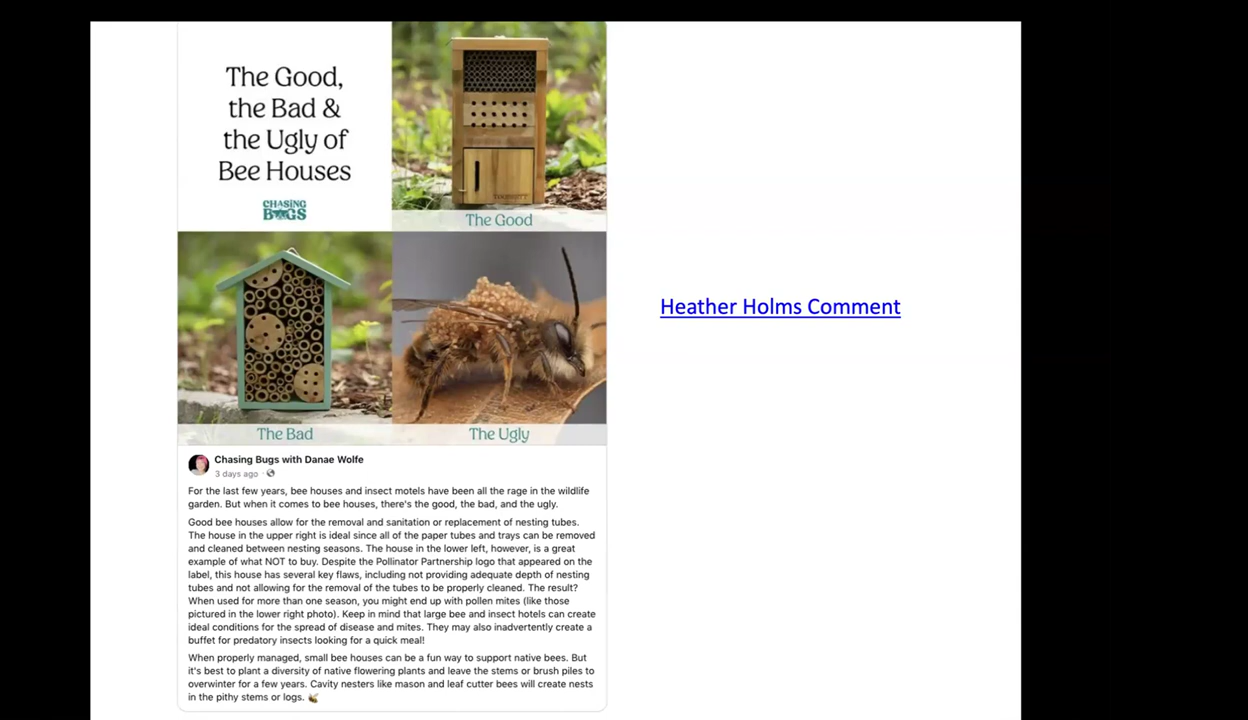 The Good,
the Bad &
the Ugly of
Bee Houses
CHASING
BUGS
The Good
The Bad
The Ugly
Heather Holms Comment
Chasing Bugs with Danae Wolfe
3 days ago ·
For the last few years, bee houses and insect motels have been all the rage in the wildlife
garden. But when it comes to bee houses, there's the good, the bad, and the ugly.
Good bee houses allow for the removal and sanitation or replacement of nesting tubes.
The house in the upper right is ideal since all of the paper tubes and trays can be removed
and cleaned between nesting seasons. The house in the lower left, however, is a great
example of what NOT to buy. Despite the Pollinator Partnership logo that appeared on the
label, this house has several key flaws, including not providing adequate depth of nesting
tubes and not allowing for the removal of the tubes to be properly cleaned. The result?
When used for more than one season, you might end up with pollen mites (like those
pictured in the lower right photo). Keep in mind that large bee and insect hotels can create
ideal conditions for the spread of disease and mites. They may also inadvertently create a
buffet for predatory insects looking for a quick meal!
When properly managed, small bee houses can be a fun way to support native bees. But
it's best to plant a diversity of native flowering plants and leave the stems or brush piles to
overwinter for a few years. Cavity nesters like mason and leaf cutter bees will create nests
in the pithy stems or logs. 🐝